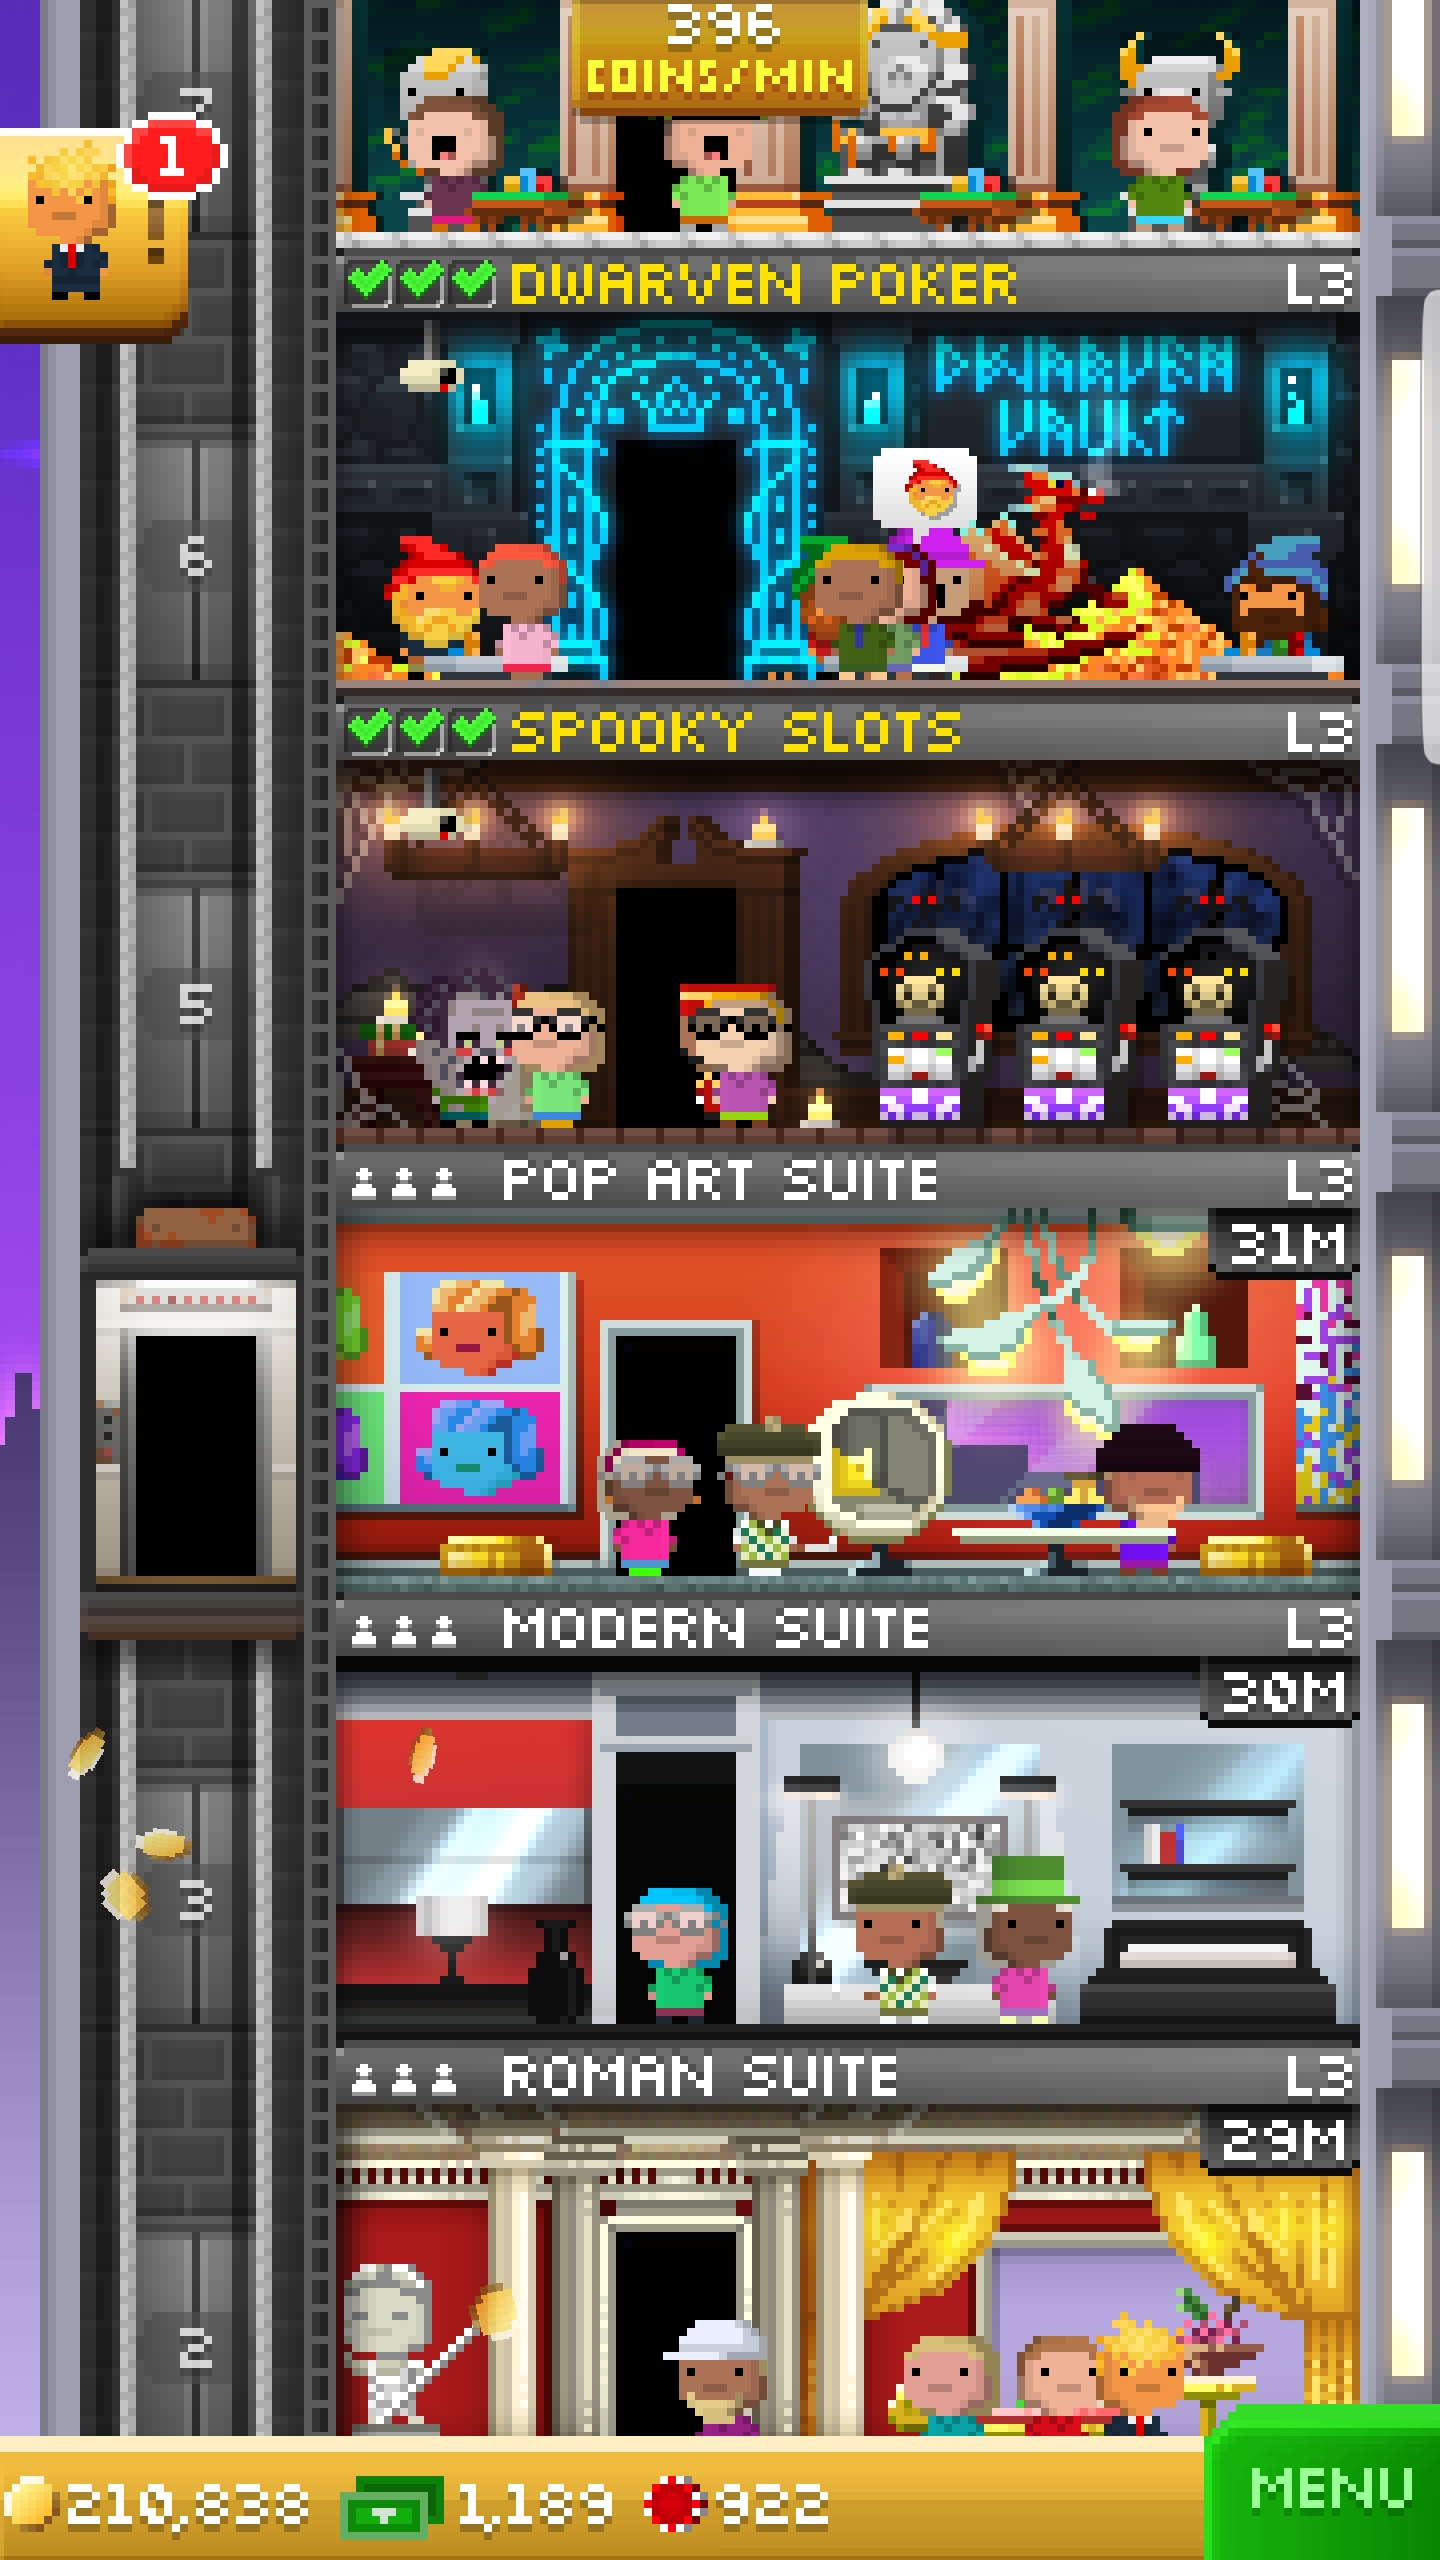 396
COINS/MIN
7
1
!
DWARVEN POKER L3
DWARVEN
VAULT
6
SPOOKY SLOTS L3
5
POP ART SUITE L3
31M
MODERN SUITE L3
30M
3
ROMAN SUITE L3
29M
2
210,838 1,189 922
MENU